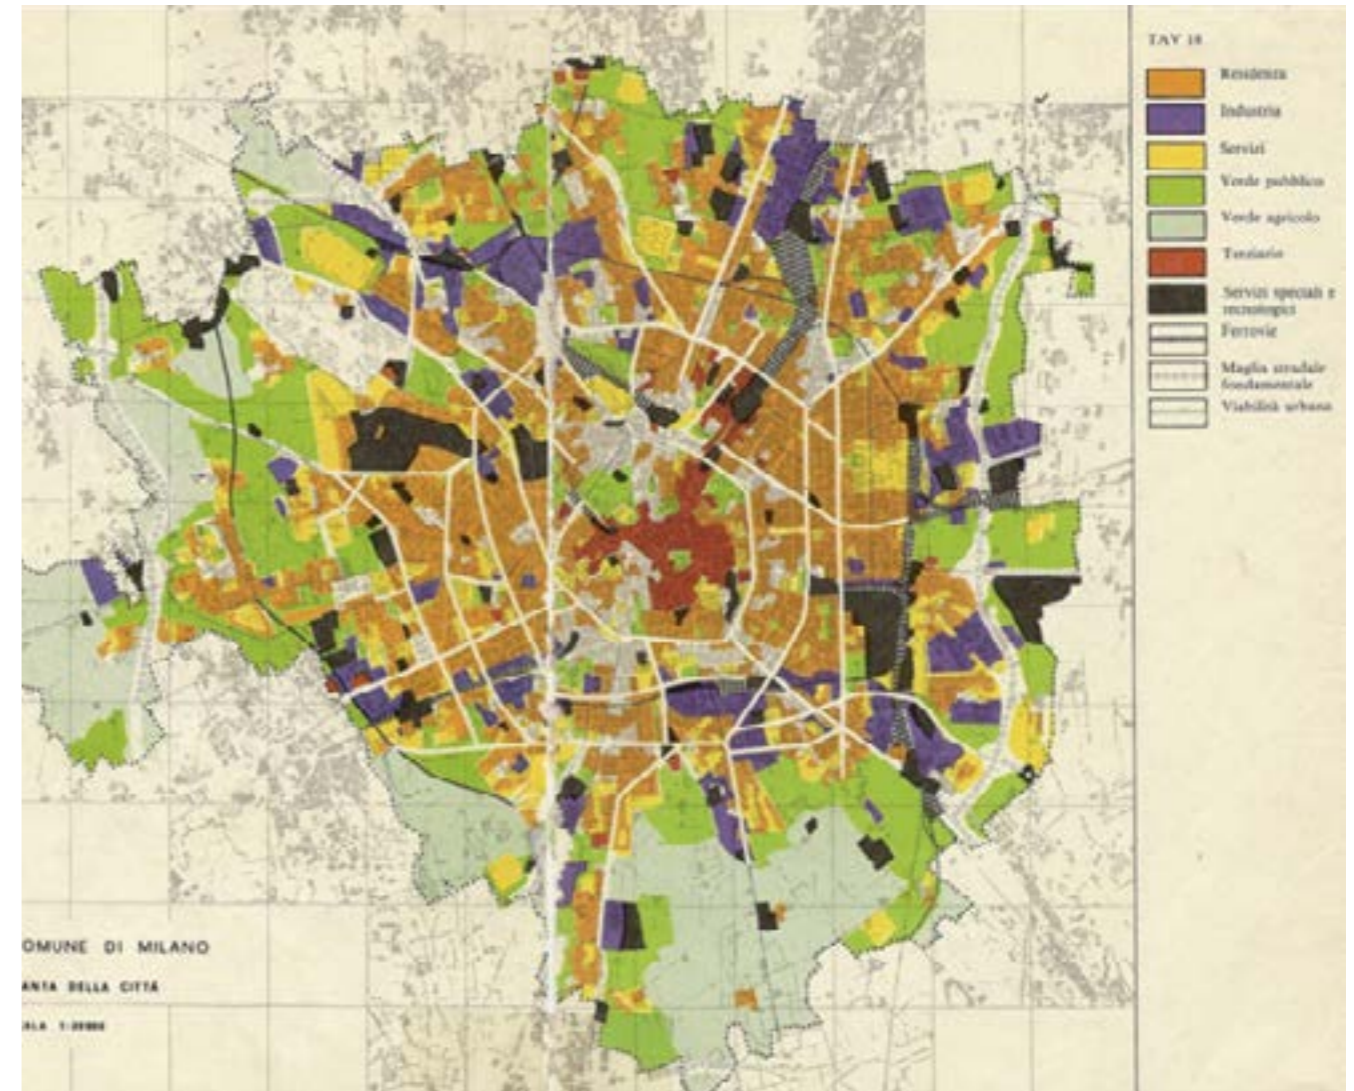 TAV 18
Residenza
Industria
Servizi
Verde pubblico
Verde agricolo
Terziario
Servizi speciali e
tecnologici
Ferrovie
Maglia stradale
fondamentale
Viabilità urbana
OMUNE DI MILANO
ANTA DELLA CITTÀ